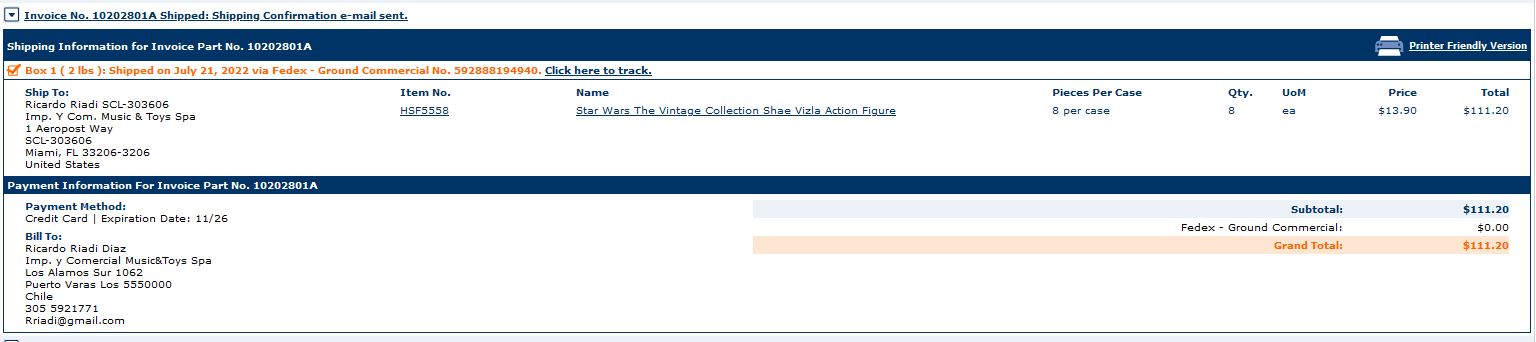 Invoice No. 10202801A Shipped: Shipping Confirmation e-mail sent.
Shipping Information for Invoice Part No. 10202801A
Printer Friendly Version
Box 1 ( 2 lbs ): Shipped on July 21, 2022 via Fedex - Ground Commercial No. 592888194940. Click here to track.
Ship To:
Ricardo Riadi SCL-303606
Imp. Y Com. Music & Toys Spa
1 Aeropost Way
SCL-303606
Miami, FL 33206-3206
United States
Item No. Name Pieces Per Case Qty. UoM Price Total
HSF5558 Star Wars The Vintage Collection Shae Vizla Action Figure 8 per case 8 ea $13.90 $111.20
Payment Information For Invoice Part No. 10202801A
Payment Method:
Credit Card | Expiration Date: 11/26
Bill To:
Ricardo Riadi Diaz
Imp. y Comercial Music&Toys Spa
Los Alamos Sur 1062
Puerto Varas Los 5550000
Chile
305 5921771
Rriadi@gmail.com
Subtotal: $111.20
Fedex - Ground Commercial: $0.00
Grand Total: $111.20